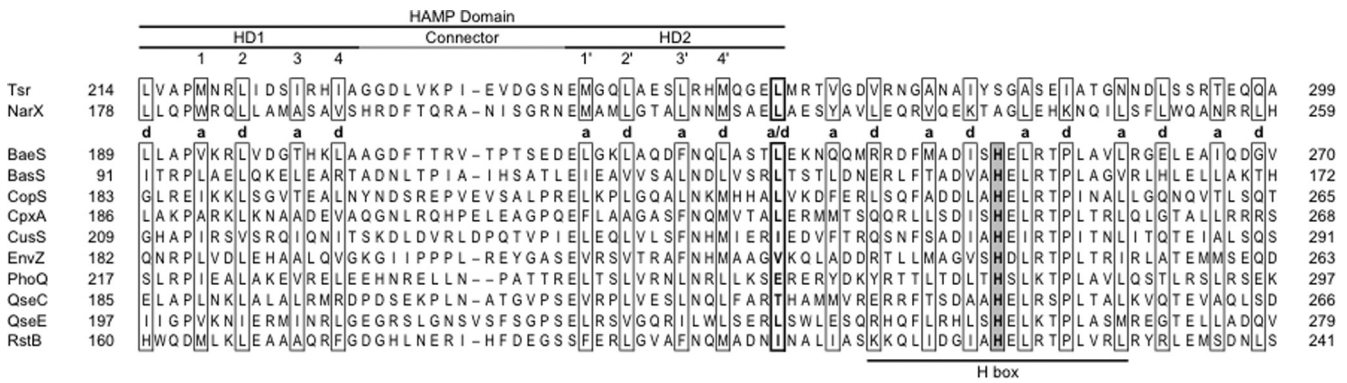 HAMP Domain
HD1 Connector HD2
1 2 3 4 1' 2' 3' 4'
Tsr 214 LVAPMNRLIDSIRHIAGGDLVKPI–EVDGSNEMGQLAESLRHMQGELMRTVGDVRNGANAIYSGASEIATGNNDLSSRTEQQA 299
NarX 178 LLQPWRQLLAMASAVSHRDFTQRA–NISGRNEMAMLGTALNNMSAELAESYAVLEQRVQEKTAGLEHKNQILSFLWQANRRLH 259
d a d a d a d a d a/d a d d a d a d
BaeS 189 LLAPVKRLVDGTHKLAAGDFTTRV–TPTSEDELGKLAQDFNQLASTLEKNQQMRRDFMADISHELRTPLAVLRGELEAIQDGV 270
BasS 91 ITRPLAELQKELEARTADNLTPIA–IHSATLEIEAVVSALNDLVSRLTSTLDNERLFTADVAHELRTPLAGVRLHLELLAKTH 172
CopS 183 GLREIKKLSGVTEALNYNDSREPVEVSALPRELKPLGQALNKMHHALVKDFERLSQFADDLAHELRTPINALLGQNQVTLSQT 265
CpxA 186 LAKPARKLKNAADEVAQGNLRQHPELEAGPQEFLAAGASFNQMVTALERMMTSQQRLLSDISHELRTPLTRLQLGTALLRRRS 268
CusS 209 GHAPIRSVSRQIQNITSKDLDVRLDPQTVPIELEQLVLSFNHMIERIEDVFTRQSNFSADIAHEIRTPITNLITQTEIALSQS 291
EnvZ 182 QNRPLVDLEHAALQVGKGIIPPPL–REYGASEVRSVTRAFNHMAAGVKQLADDRTLLMAGVSHDLRTPLTRIRLATEMMSEQD 263
PhoQ 217 SLRPIEALAKEVRELEEHNRELLN––PATTRELTSLVRNLNRLLKSERERYDKYRTTLTDLTHSLKTPLAVLQSTLRSLRSEK 297
QseC 185 ELAPLNKLALALRMRDPDSEKPLN–ATGVPSEVRPLVESLNQLFARTHAMMVRERRFTSDAAHELRSPLTALKVQTEVAQLSD 266
QseE 197 IIGPVKNIERMINRLGEGRSLGNSVSFSGPSELRSVGQRILWLSERLSWLESQRHQFLRHLSHELKTPLASMREGTELLADQV 279
RstB 160 HWQDMLKLEAAAQRFGDGHLNERI–HFDEGSSFERLGVAFNQMADNINALIASKKQLIDGIAHELRTPLVRLRYRLEMSDNLS 241
H box